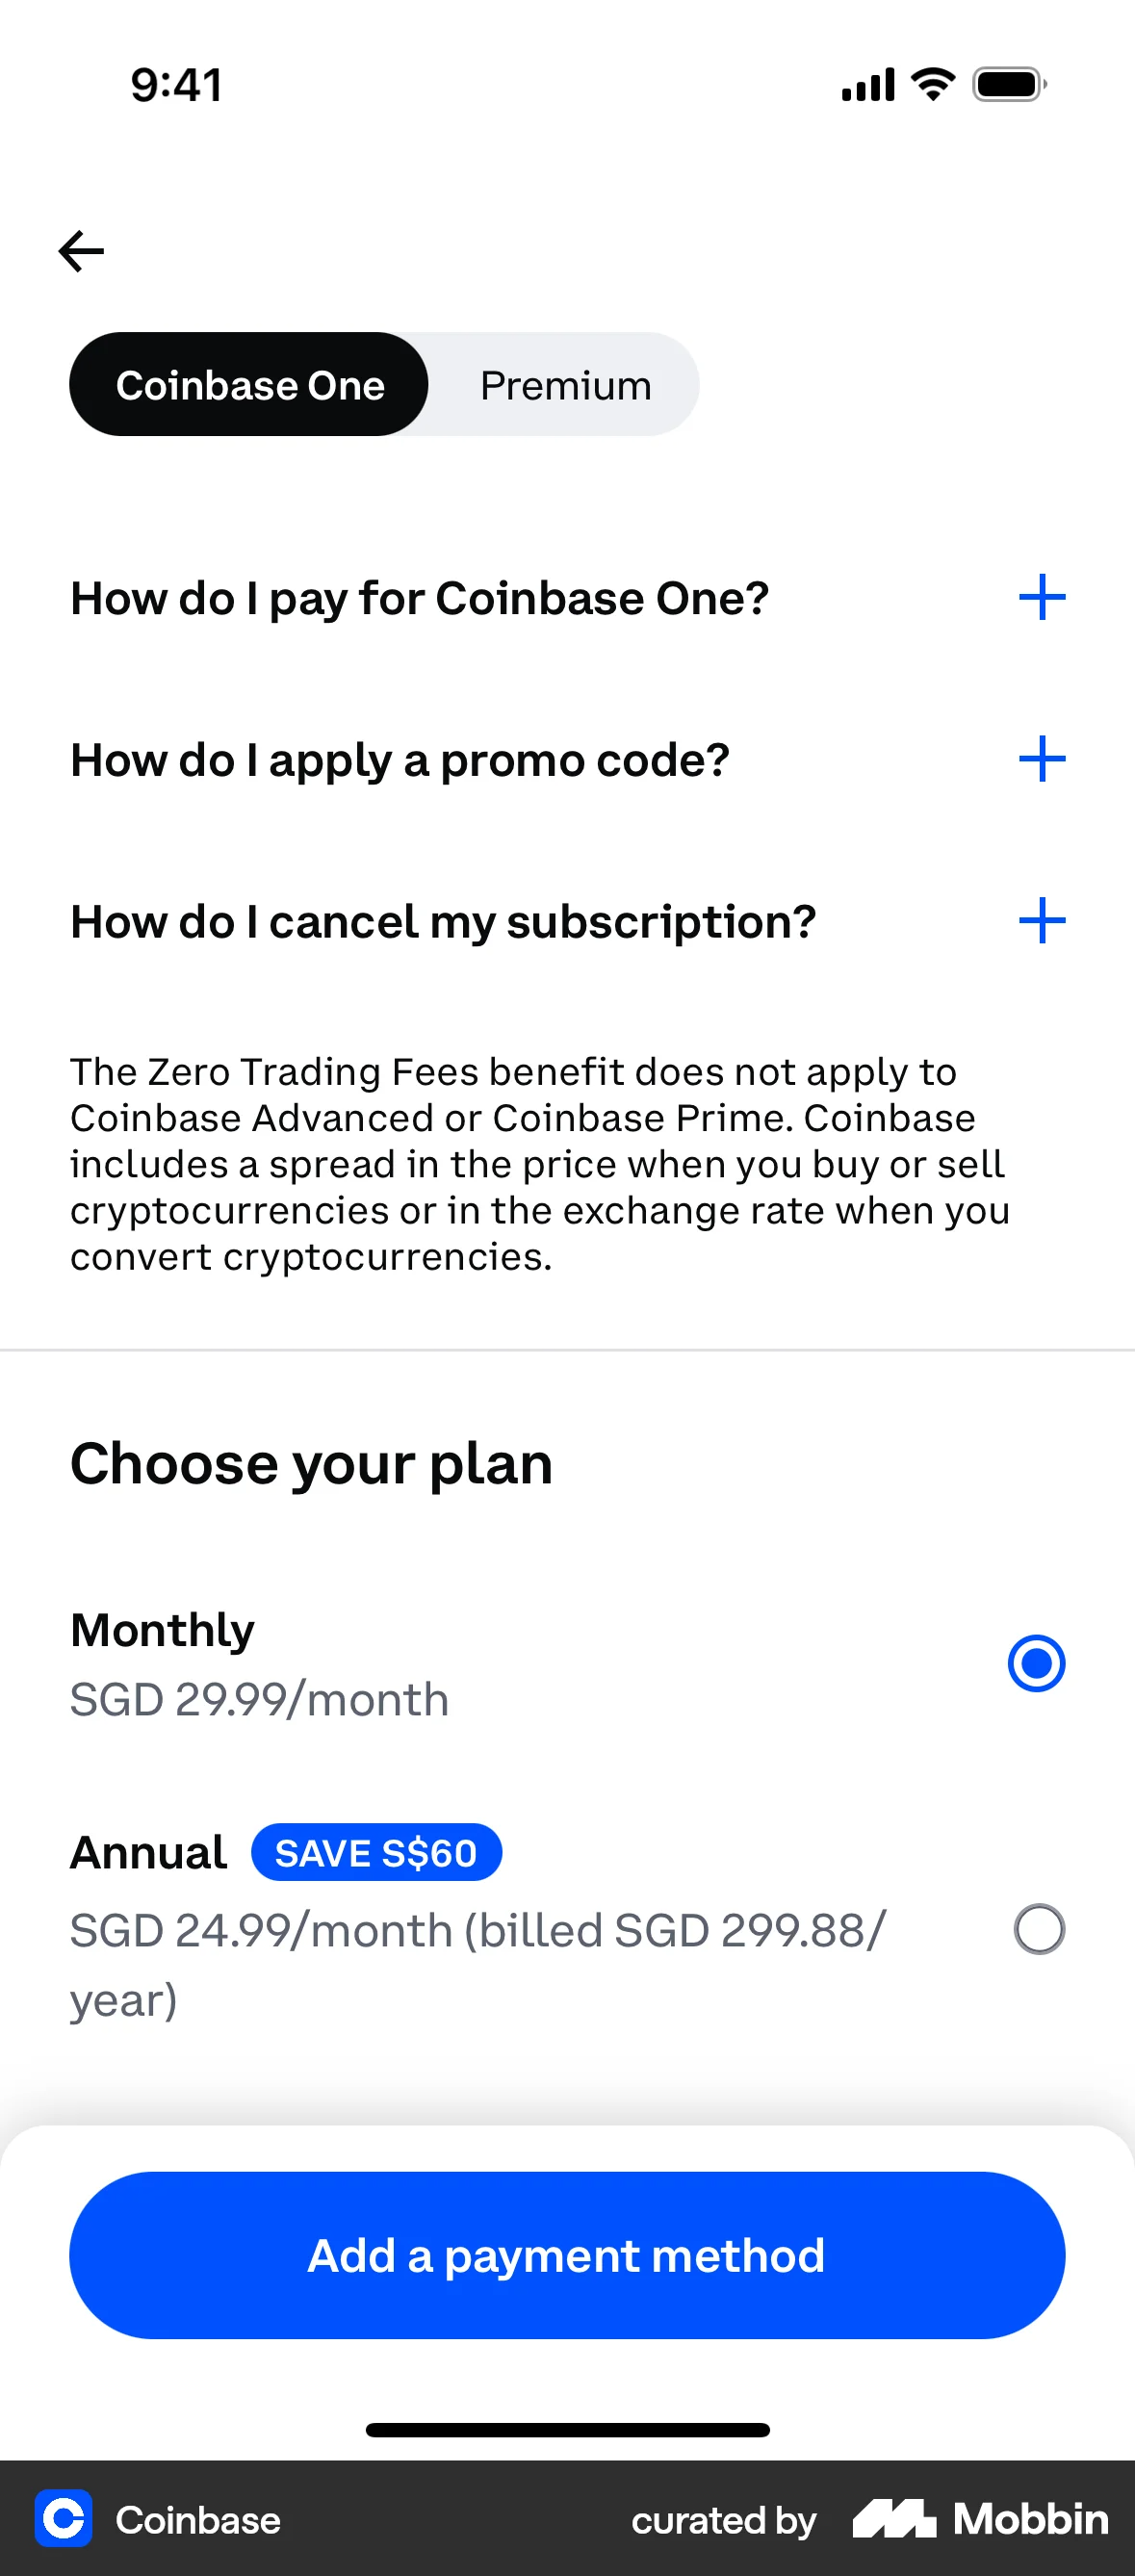 9:41
Coinbase One
Premium
How do I pay for Coinbase One?
How do I apply a promo code?
How do I cancel my subscription?
The Zero Trading Fees benefit does not apply to
Coinbase Advanced or Coinbase Prime. Coinbase
includes a spread in the price when you buy or sell
cryptocurrencies or in the exchange rate when you
convert cryptocurrencies.
Choose your plan
Monthly
SGD 29.99/month
Annual SAVE S$60
SGD 24.99/month (billed SGD 299.88/
year)
Add a payment method
Coinbase
curated by Mobbin